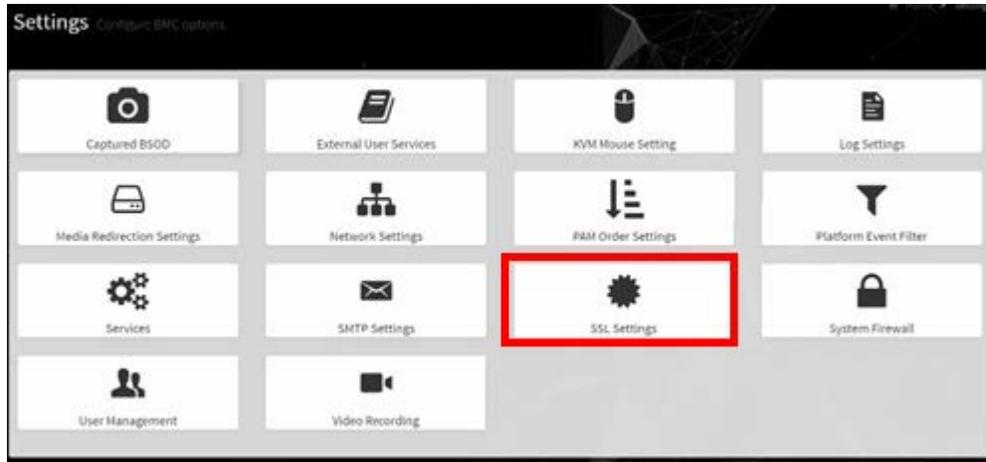 Settings Configure BMC options
Captured BSOD
External User Services
KVM Mouse Setting
Log Settings
Media Redirection Settings
Network Settings
PAM Order Settings
Platform Event Filter
Services
SMTP Settings
SSL Settings
System Firewall
User Management
Video Recording